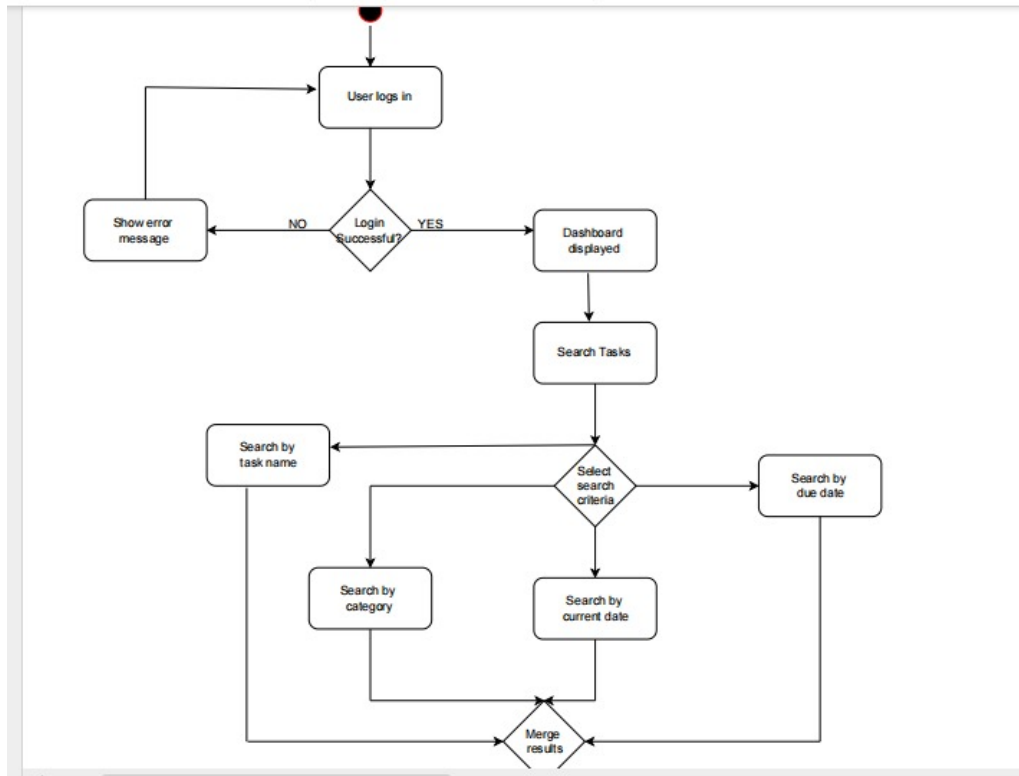 User logs in
Show error
message
NO
Login
Successful?
YES
Dashboard
displayed
Search Tasks
Search by
task name
Select
search
criteria
Search by
due date
Search by
category
Search by
current date
Merge
results